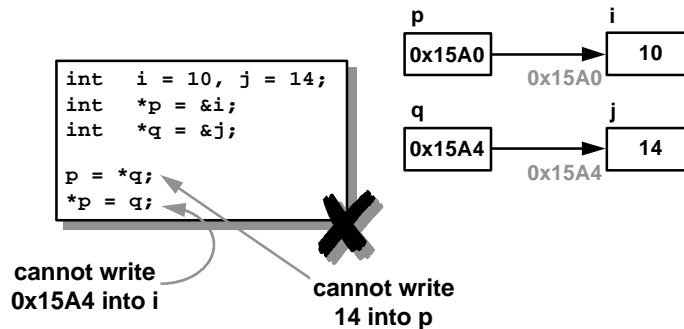 int   i = 10, j = 14;
int   *p = &i;
int   *q = &j;
p = *q;
*p = q;
cannot write
0x15A4 into i
cannot write
14 into p
p
i
0x15A0
10
0x15A0
q
j
0x15A4
14
0x15A4